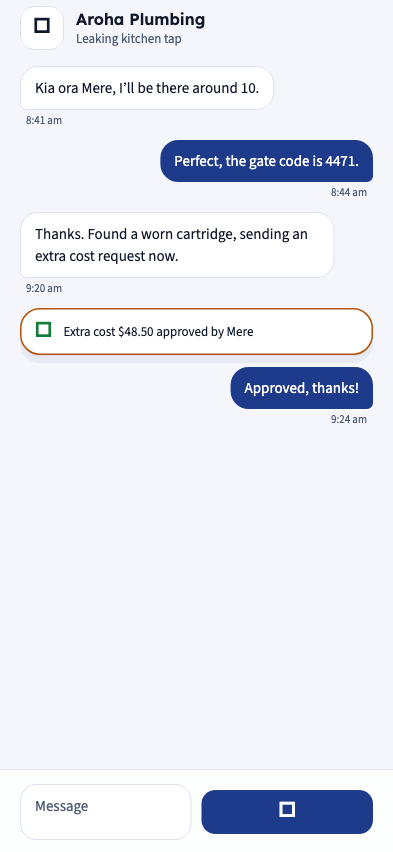 Aroha Plumbing
Leaking kitchen tap
Kia ora Mere, I’ll be there around 10.
8:41 am
Perfect, the gate code is 4471.
8:44 am
Thanks. Found a worn cartridge, sending an
extra cost request now.
9:20 am
Extra cost $48.50 approved by Mere
Approved, thanks!
9:24 am
Message